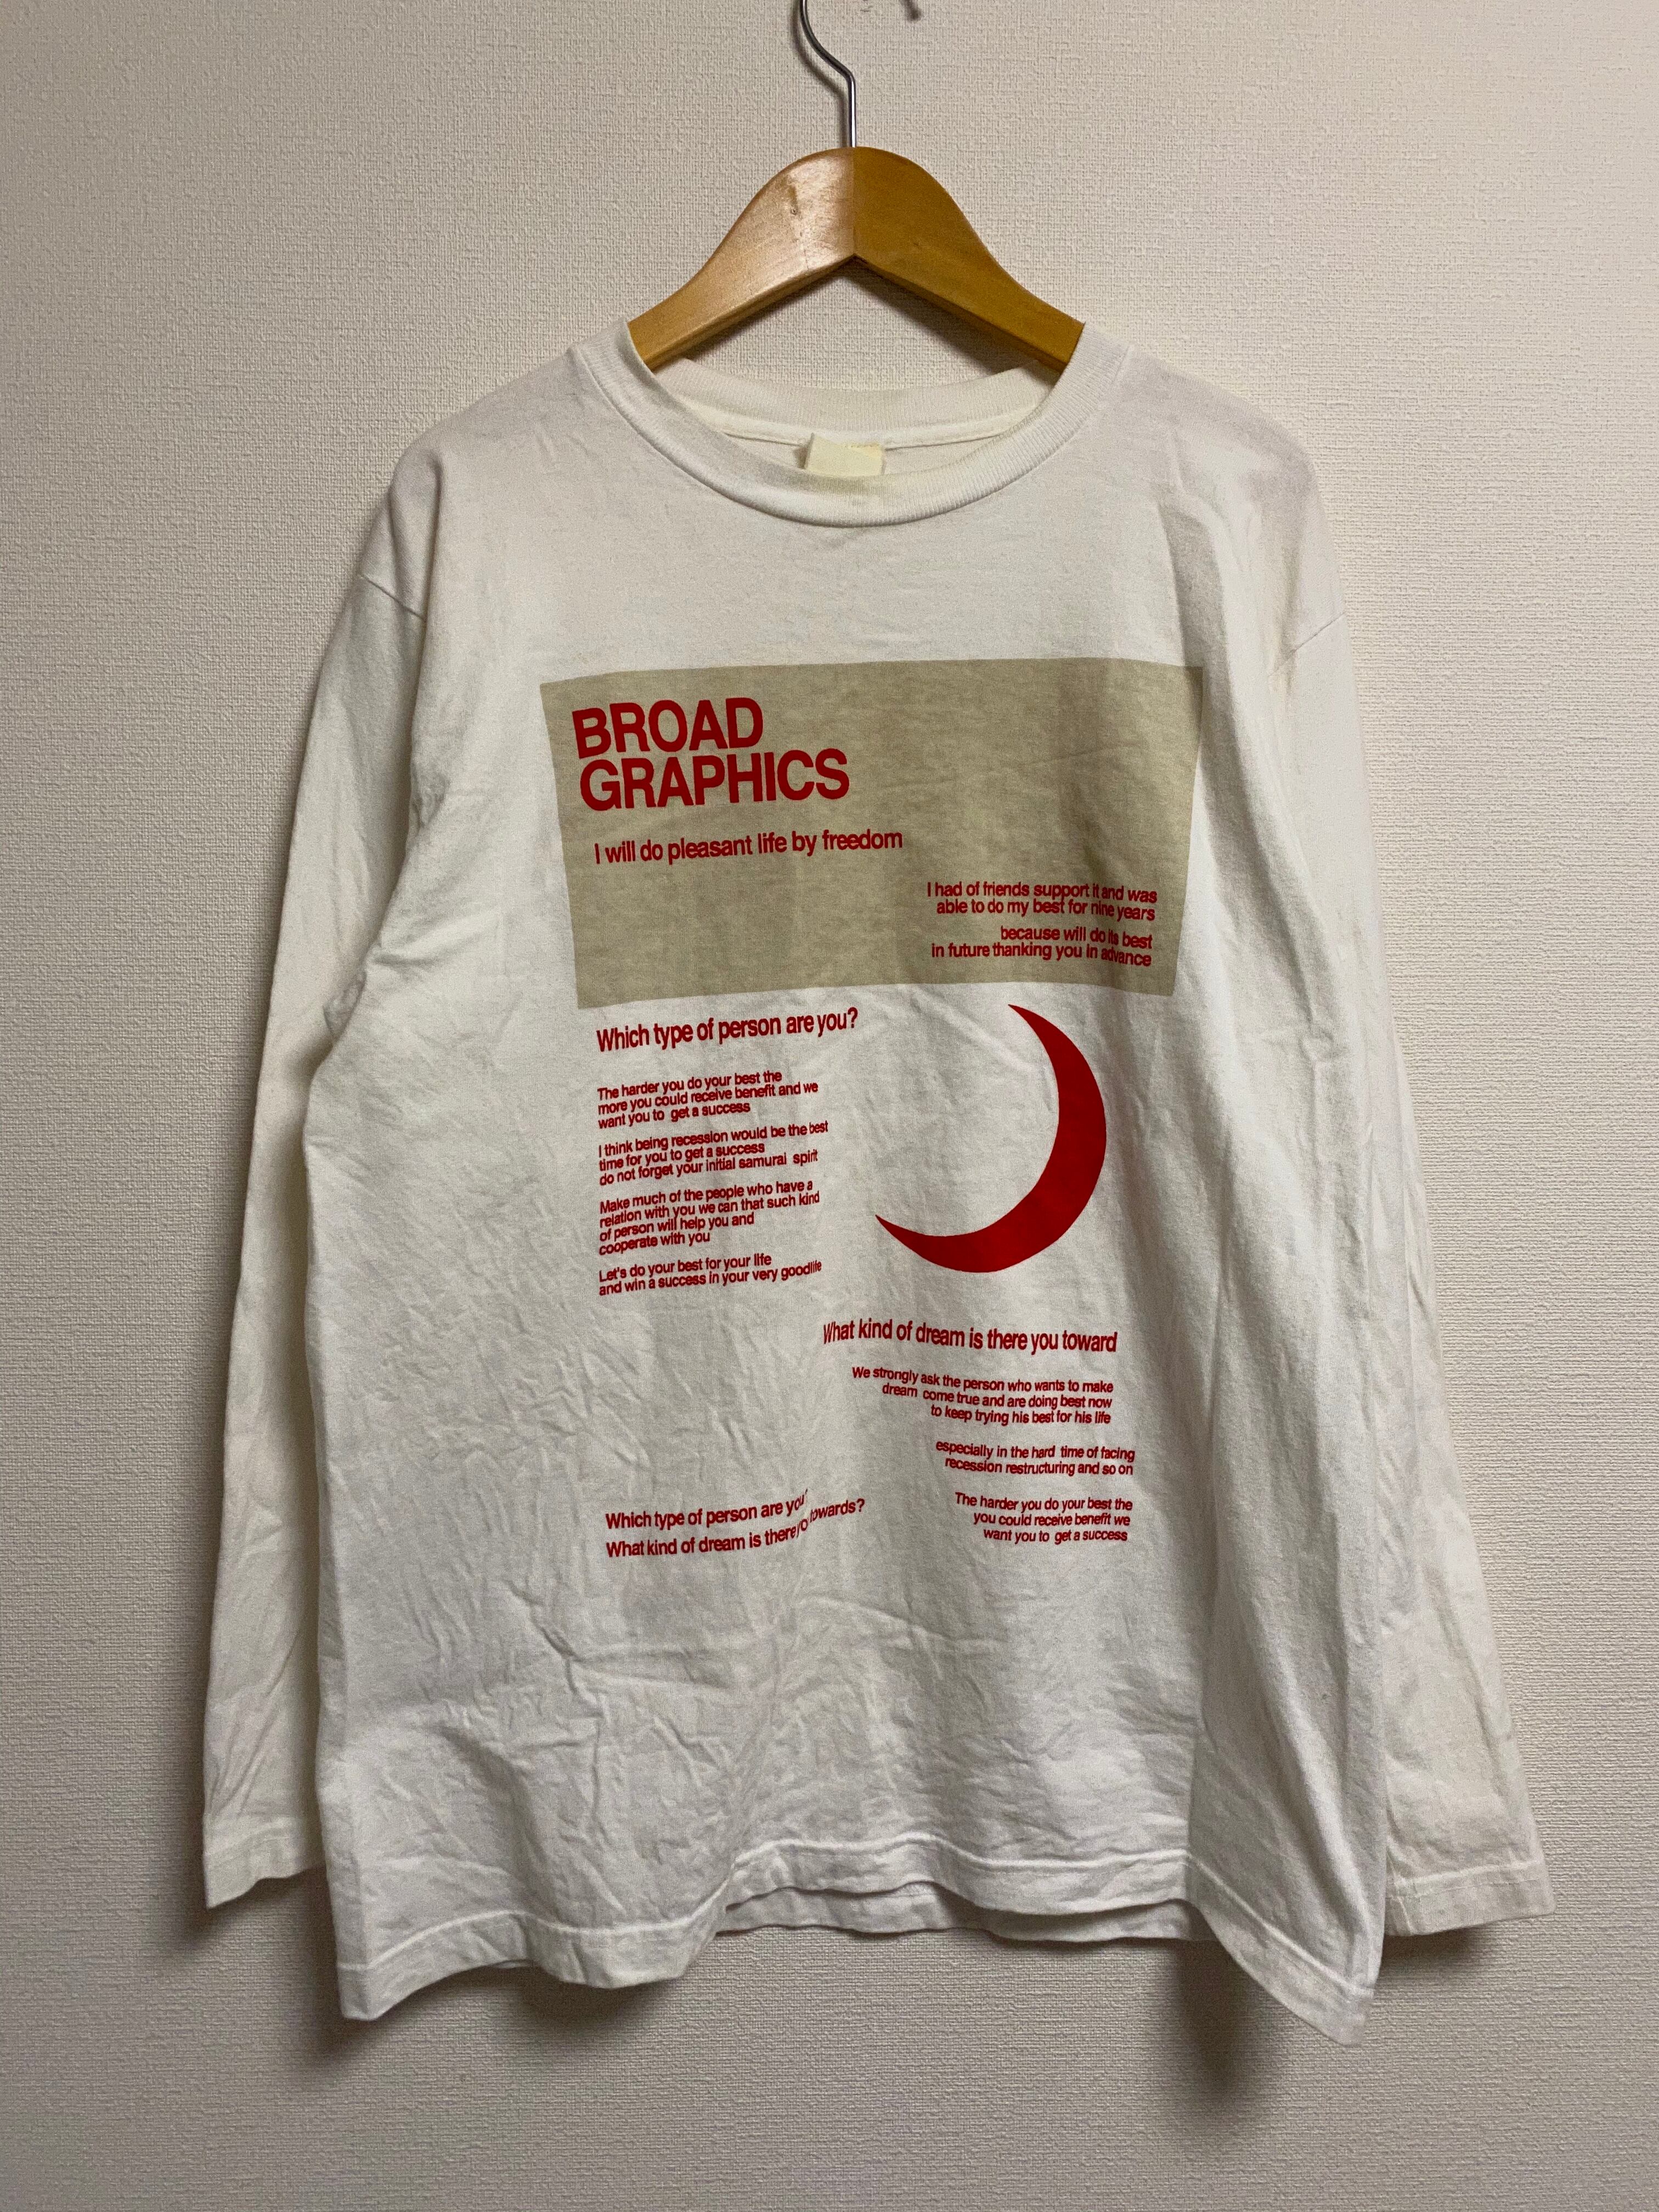 BROAD
GRAPHICS
I will do pleasant life by freedom
I had of friends support it and was
able to do my best for nine years
because will do its best
in future thanking you in advance
Which type of person are you?
The harder you do your best the
more you could receive benefit and we
want you to get a success
I think being recession would be the best
time for you to get a success
do not forget your initial samurai spirit
Make much of the people who have a
relation with you we can that such kind
of person will help you and
cooperate with you
Let's do your best for your life
and win a success in your very goodlife
What kind of dream is there you toward
We strongly ask the person who wants to make
dream come true and are doing best now
to keep trying his best for his life
especially in the hard time of facing
recession restructuring and so on
The harder you do your best the
you could receive benefit we
want you to get a success
Which type of person are you?
What kind of dream is there yo towards?